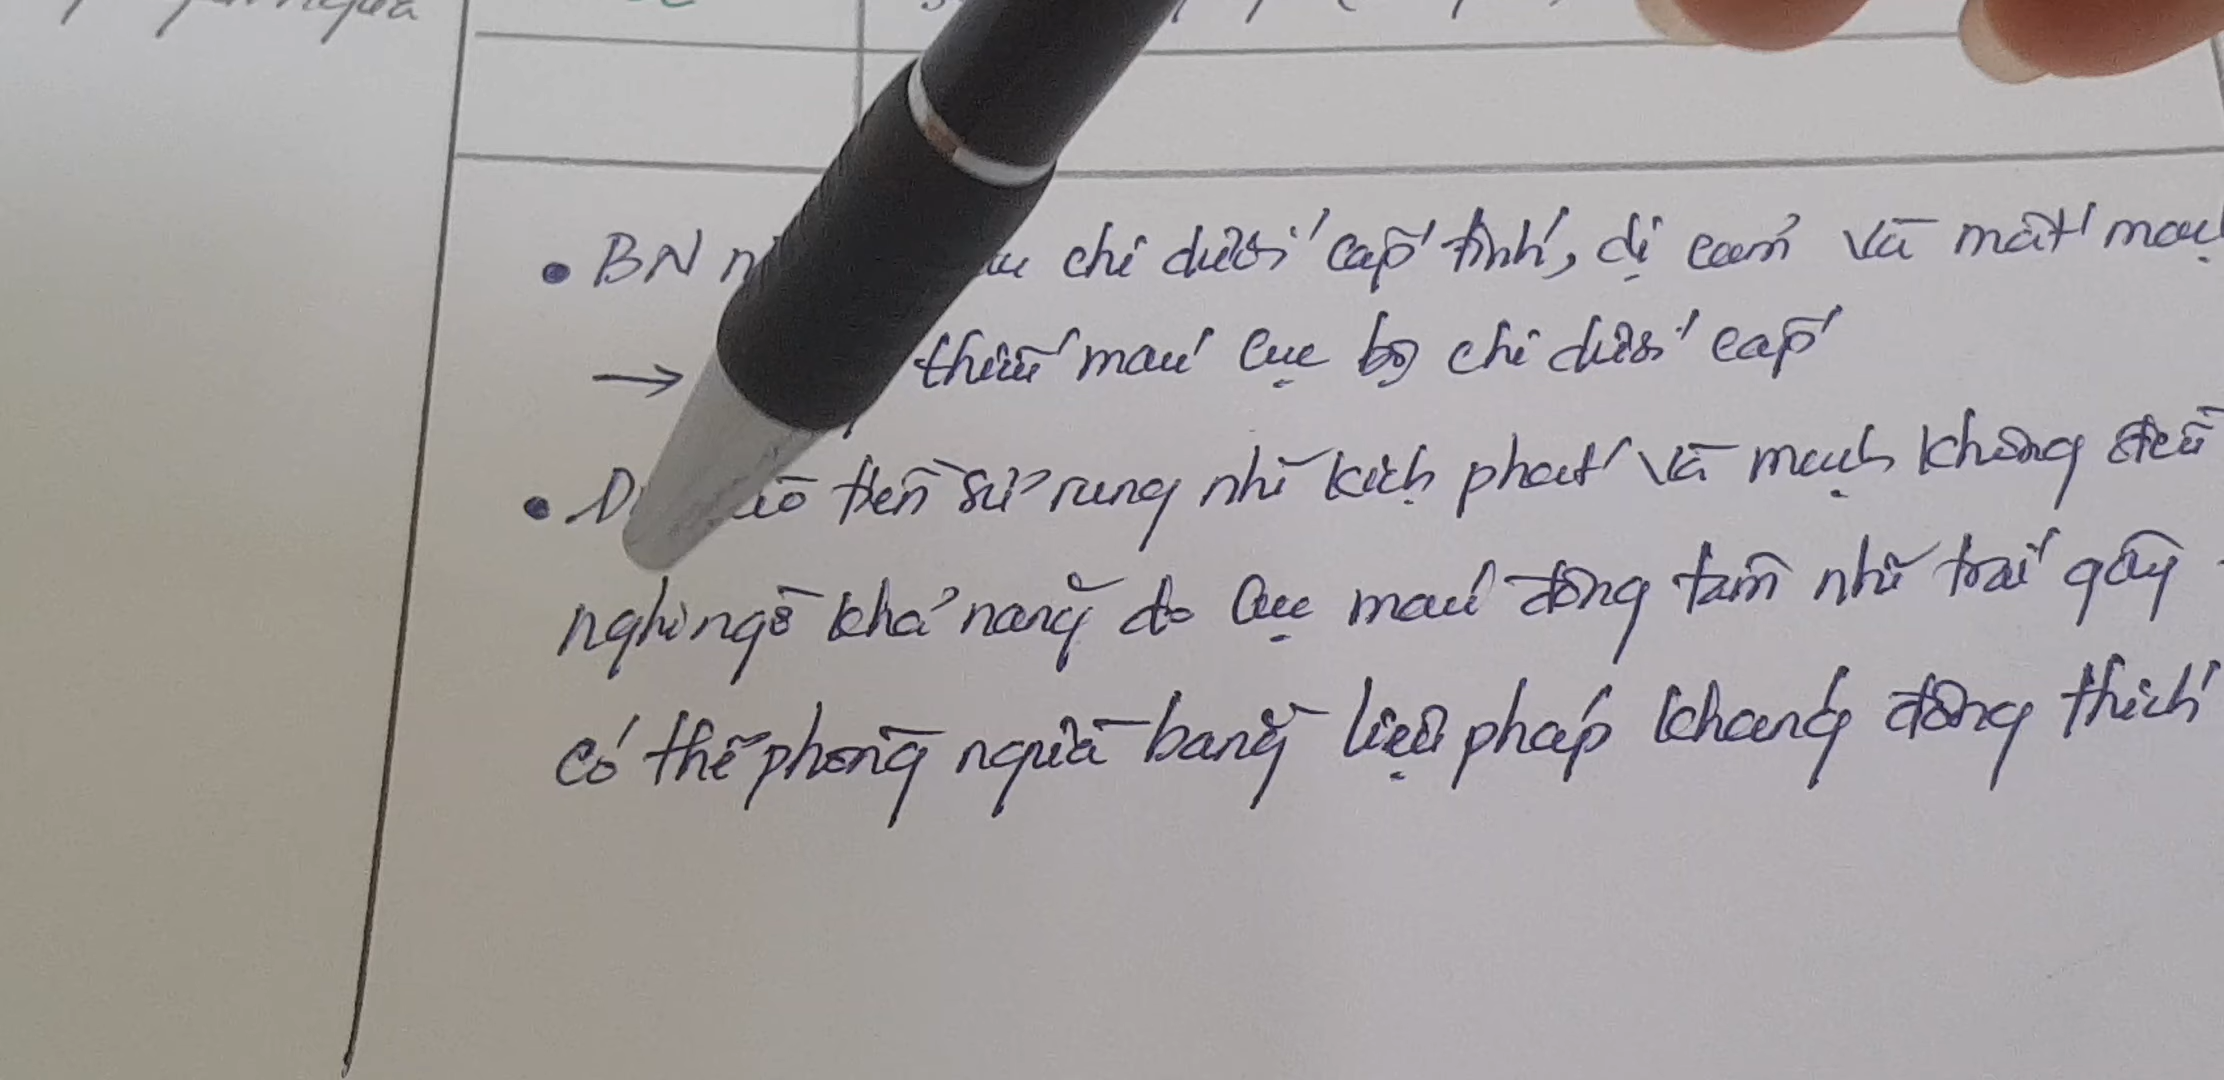 BN chi dưới cấp tính, dị cảm và mất mạ
→ thiếu máu cục bộ chi dưới cấp
tiền sử rung nhĩ kịch phát và mạch không đều
nghi ngờ khả năng do cục máu đông tâm nhĩ trái gây
có thể phòng ngừa bằng liệu pháp kháng đông thích